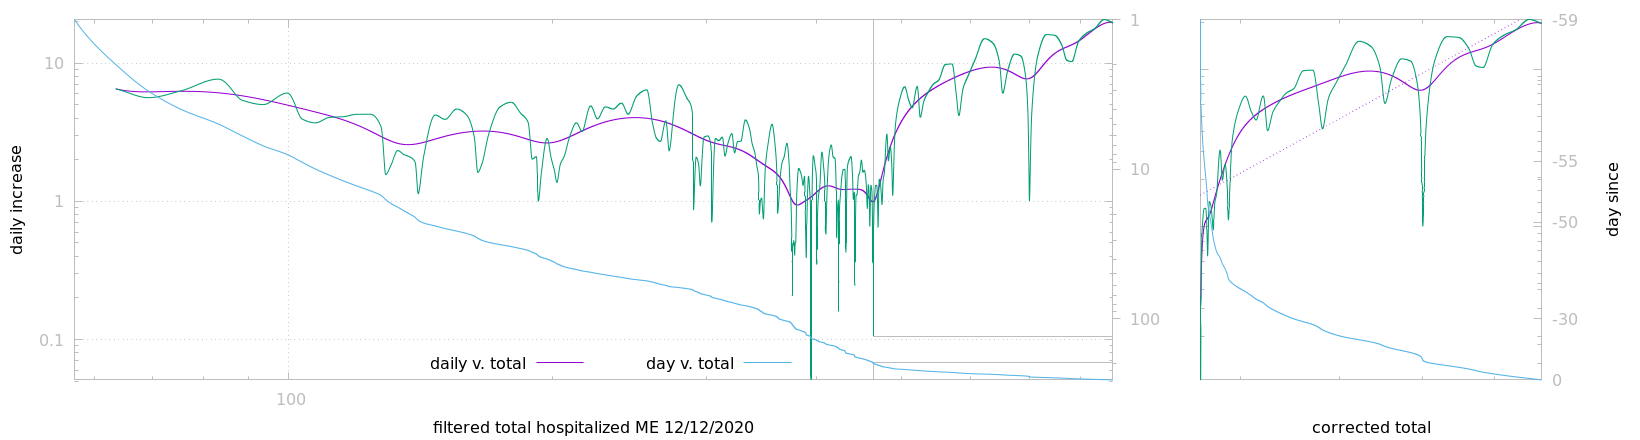 daily increase
10
1
0.1
100
daily v. total
day v. total
filtered total hospitalized ME 12/12/2020
1
10
100
corrected total
-59
-55
-50
-30
0
day since